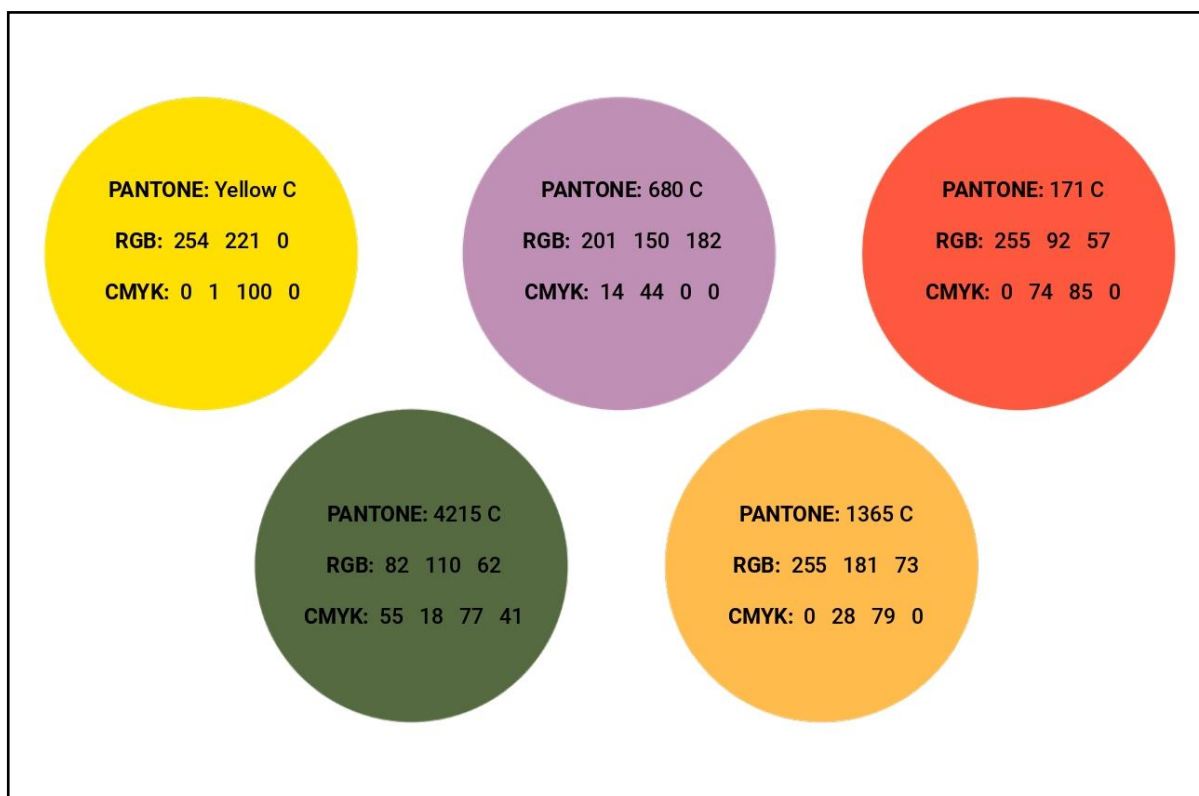 PANTONE: Yellow C
RGB: 254 221 0
CMYK: 0 1 100 0
PANTONE: 680 C
RGB: 201 150 182
CMYK: 14 44 0 0
PANTONE: 171 C
RGB: 255 92 57
CMYK: 0 74 85 0
PANTONE: 4215 C
RGB: 82 110 62
CMYK: 55 18 77 41
PANTONE: 1365 C
RGB: 255 181 73
CMYK: 0 28 79 0